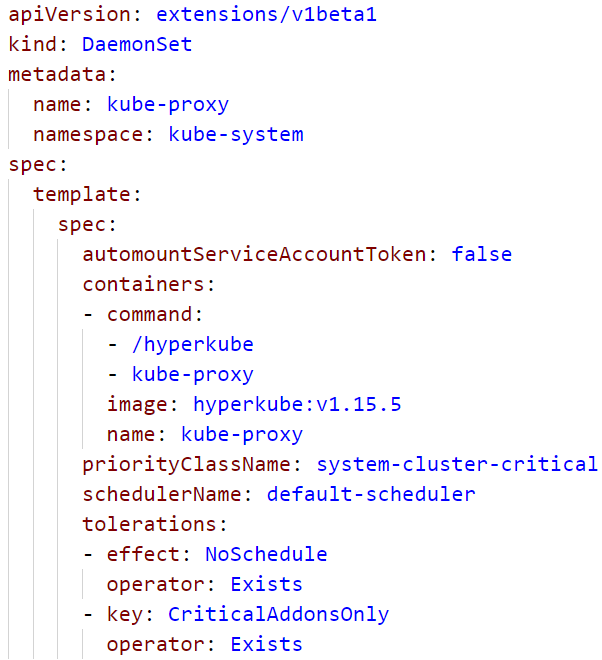 apiVersion: extensions/v1beta1
kind: DaemonSet
metadata:
  name: kube-proxy
  namespace: kube-system
spec:
  template:
    spec:
      automountServiceAccountToken: false
      containers:
      - command:
        - /hyperkube
        - kube-proxy
        image: hyperkube:v1.15.5
        name: kube-proxy
      priorityClassName: system-cluster-critical
      schedulerName: default-scheduler
      tolerations:
      - effect: NoSchedule
        operator: Exists
      - key: CriticalAddonsOnly
        operator: Exists